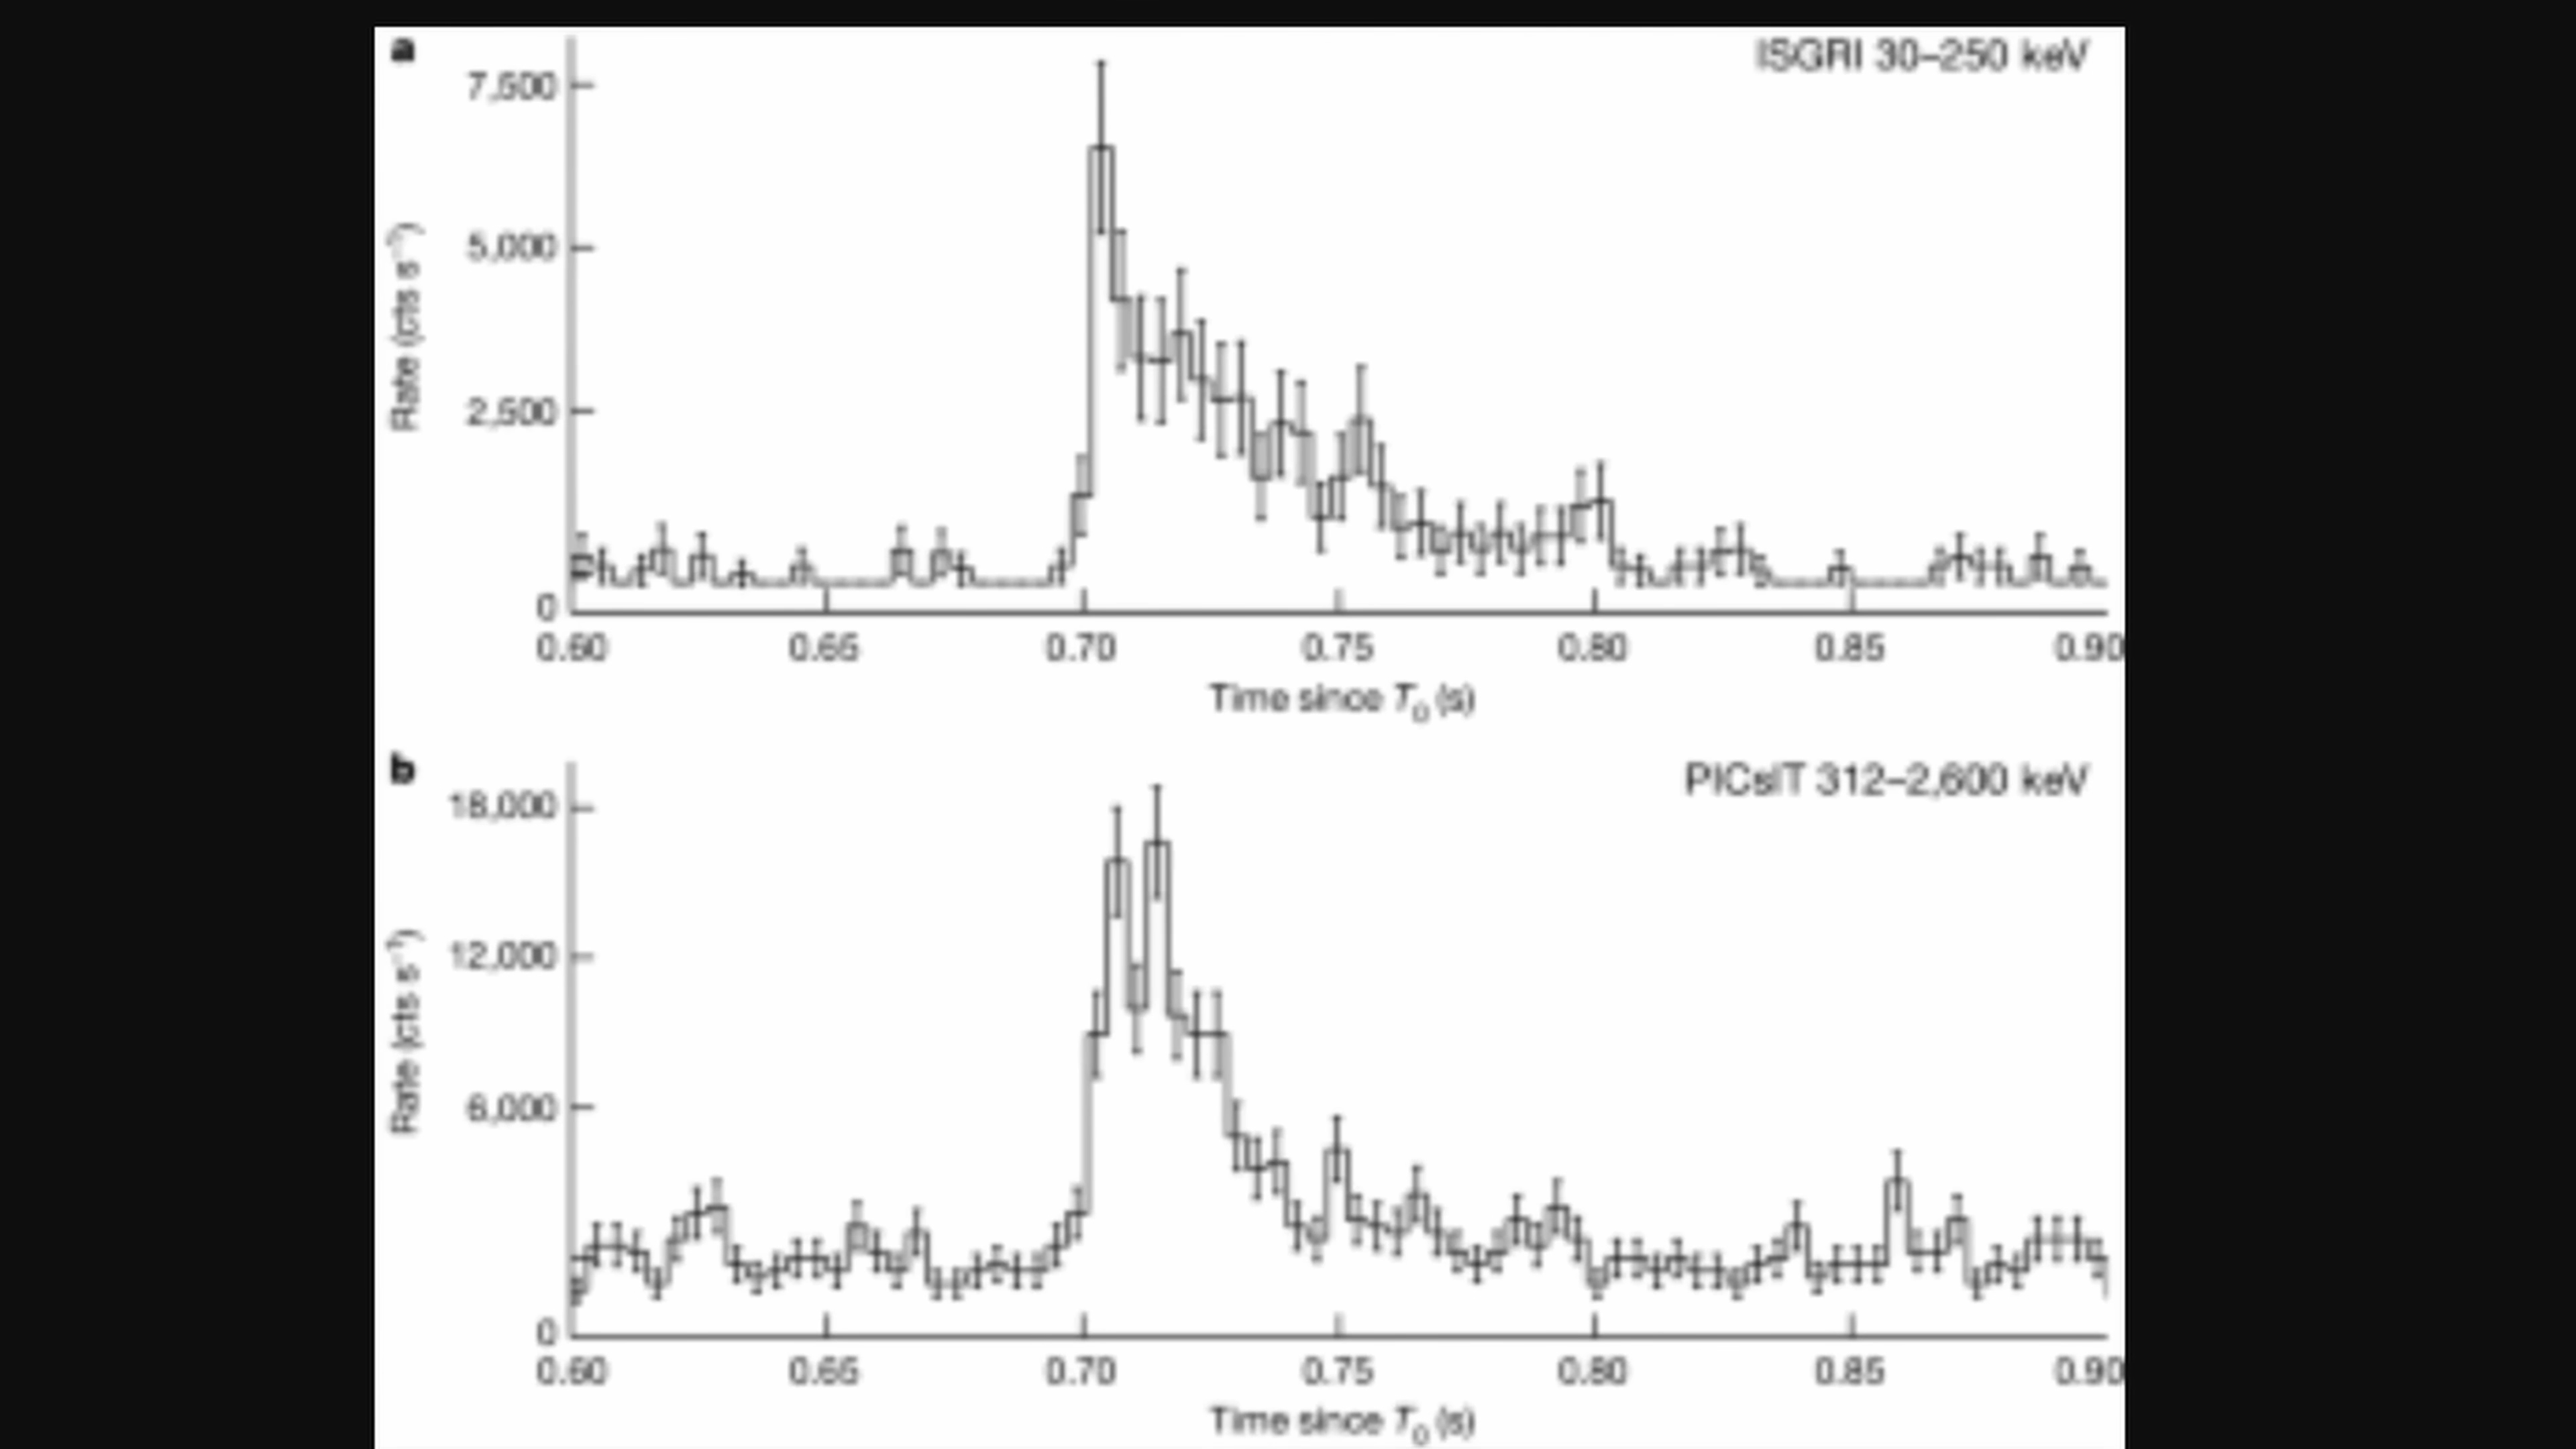 a
ISGRI 30–250 keV
7,500
5,000
2,500
0
Rate (cts s⁻¹)
0.60 0.65 0.70 0.75 0.80 0.85 0.90
Time since T₀ (s)
b
PICsIT 312–2,600 keV
18,000
12,000
6,000
0
Rate (cts s⁻¹)
0.60 0.65 0.70 0.75 0.80 0.85 0.90
Time since T₀ (s)